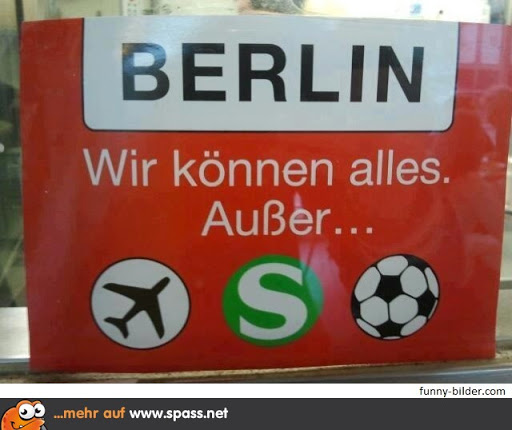 BERLIN
Wir können alles.
Außer...
S
funny-bilder.com
...mehr auf www.spass.net